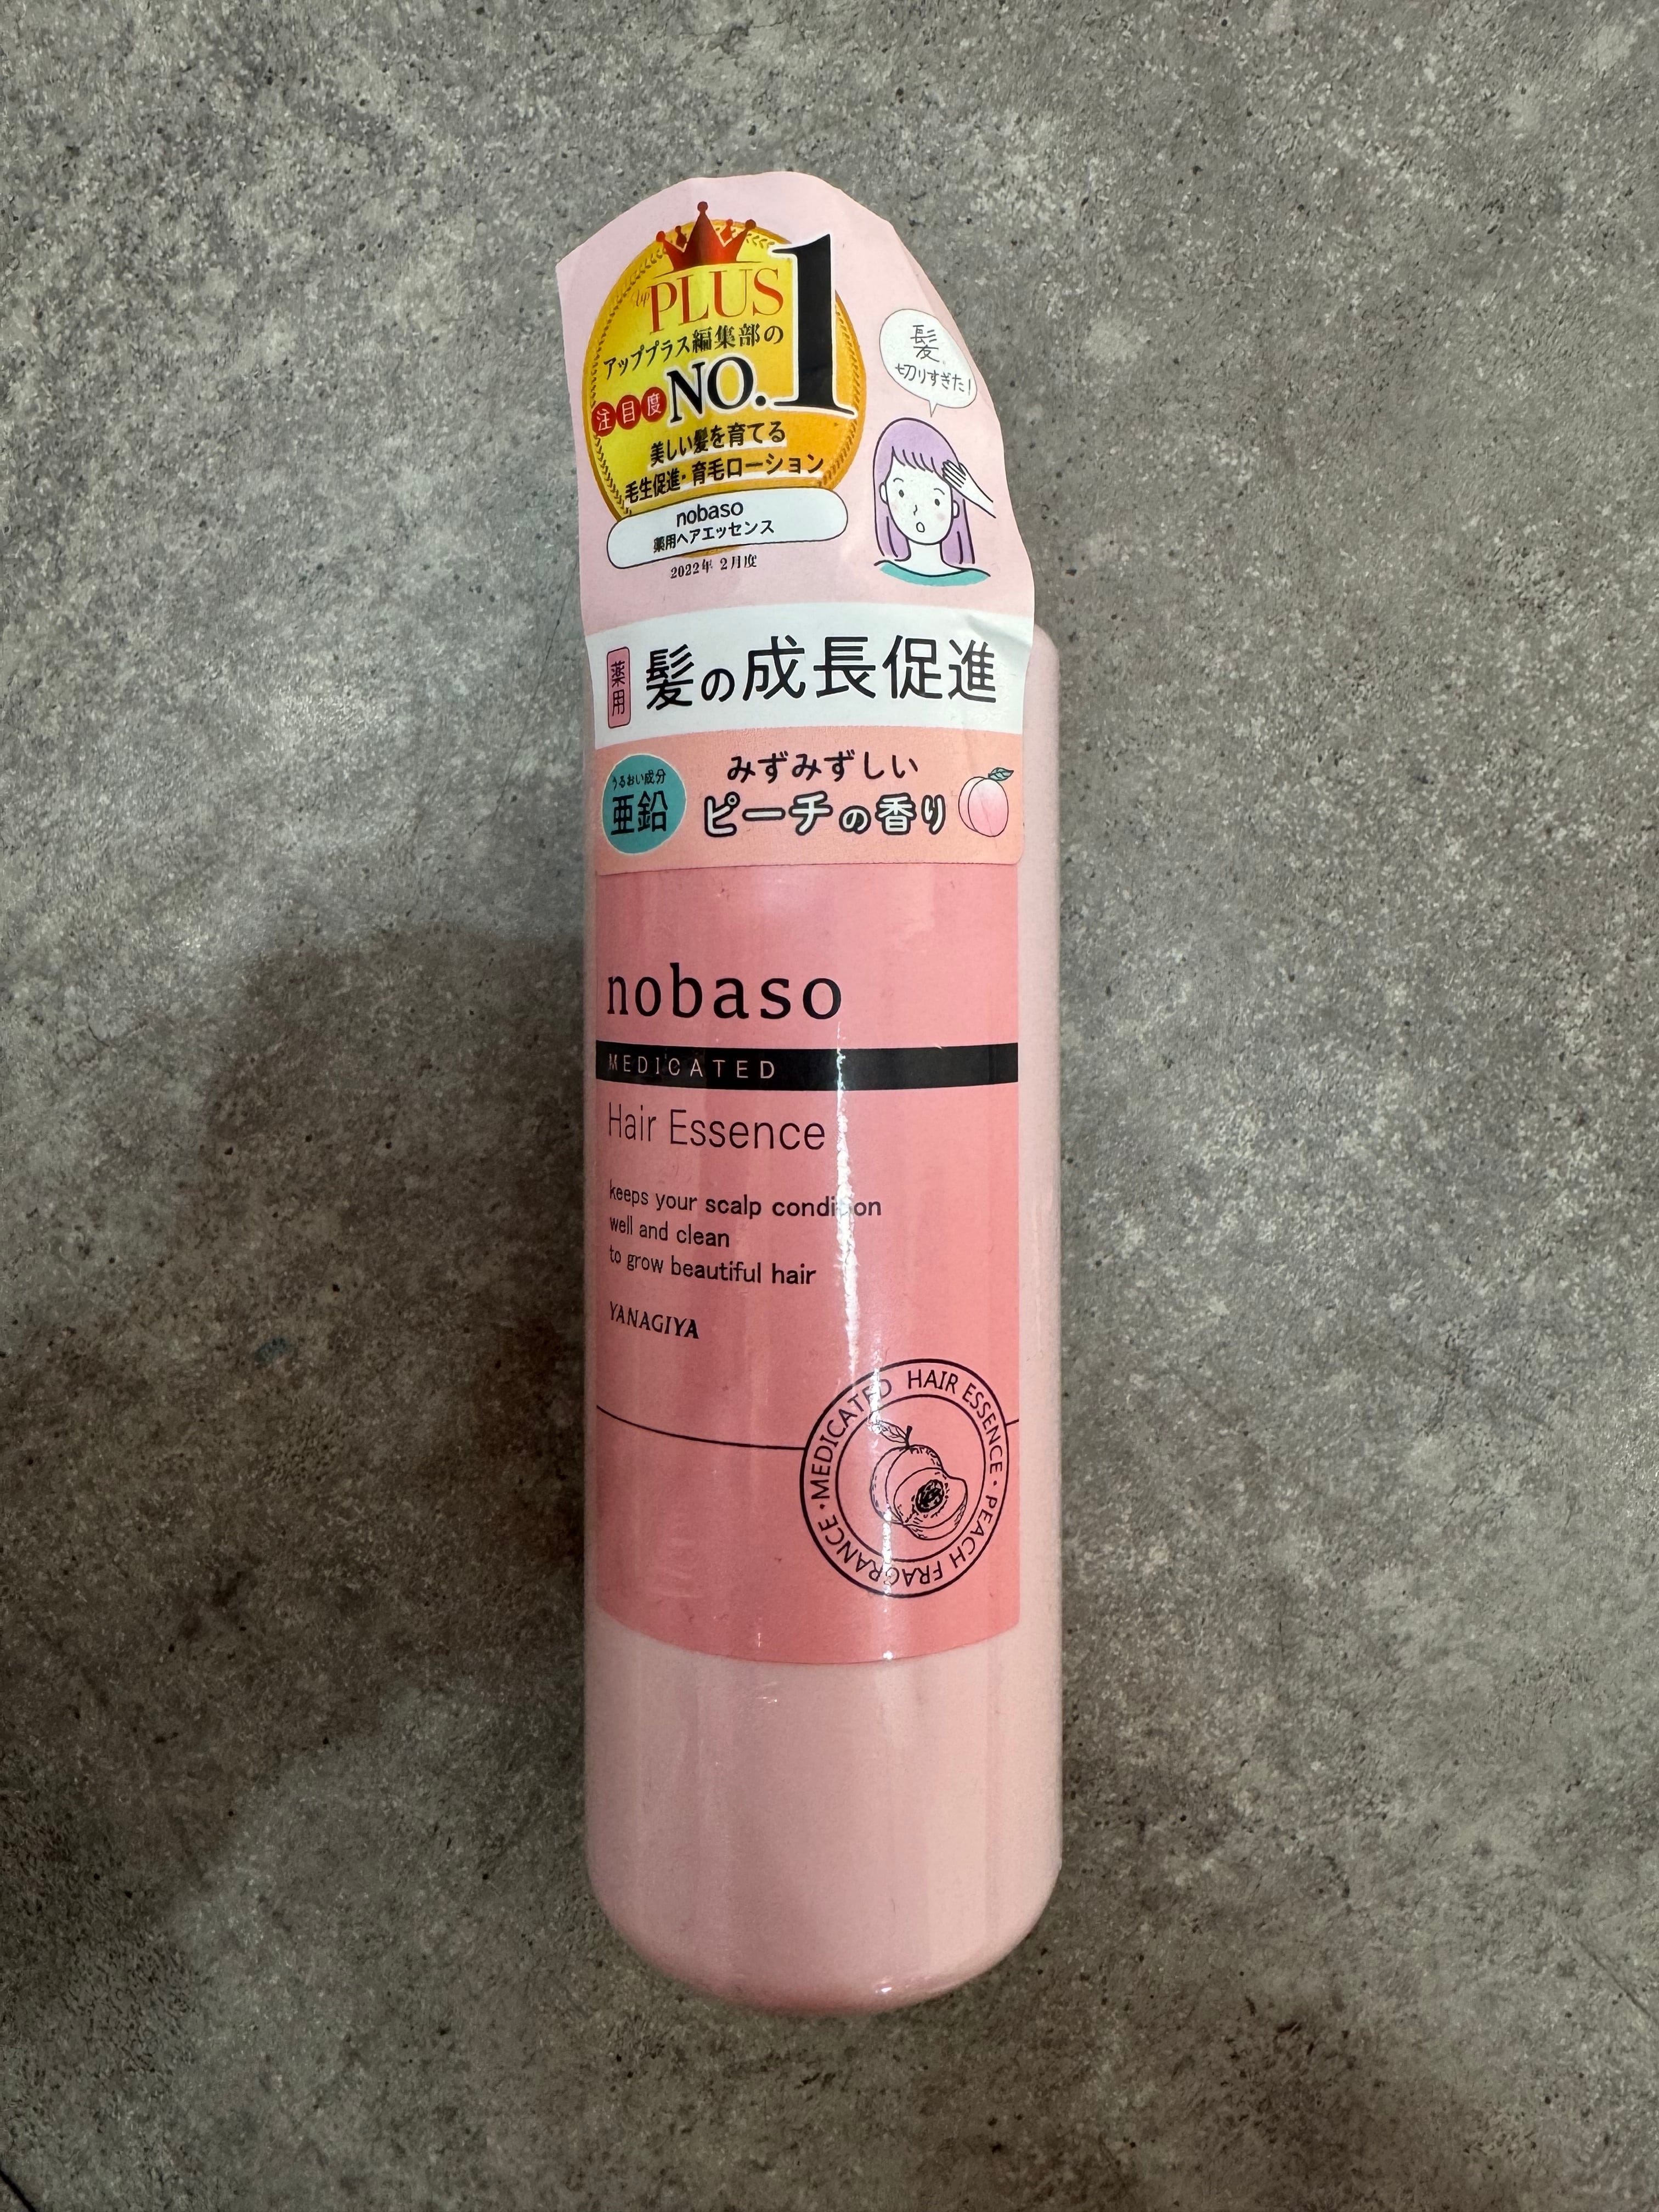 Up PLUS
アッププラス編集部の
注目度 NO.1
美しい髪を育てる
毛生促進・育毛ローション
nobaso
薬用ヘアエッセンス
2022年 2月度
髪
切りすぎた!
薬用 髪の成長促進
うるおい成分
亜鉛
みずみずしい
ピーチの香り
nobaso
MEDICATED
Hair Essence
keeps your scalp condition
well and clean
to grow beautiful hair
YANAGIYA
MEDICATED HAIR ESSENCE・PEACH FRAGRANCE・